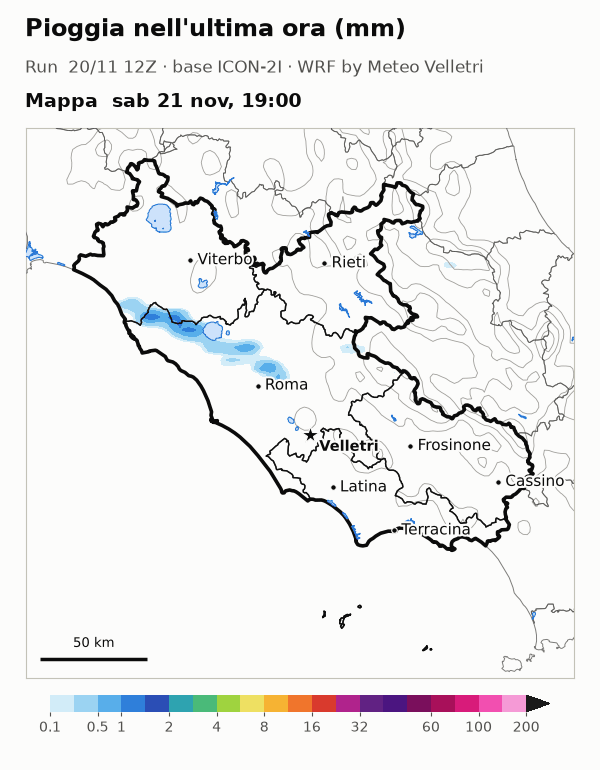 Pioggia nell'ultima ora (mm)
Run  20/11 12Z · base ICON-2I · WRF by Meteo Velletri
Mappa  sab 21 nov, 19:00
Viterbo
Rieti
Roma
Velletri
Frosinone
Latina
Cassino
Terracina
50 km
0.1 0.5 1 2 4 8 16 32 60 100 200